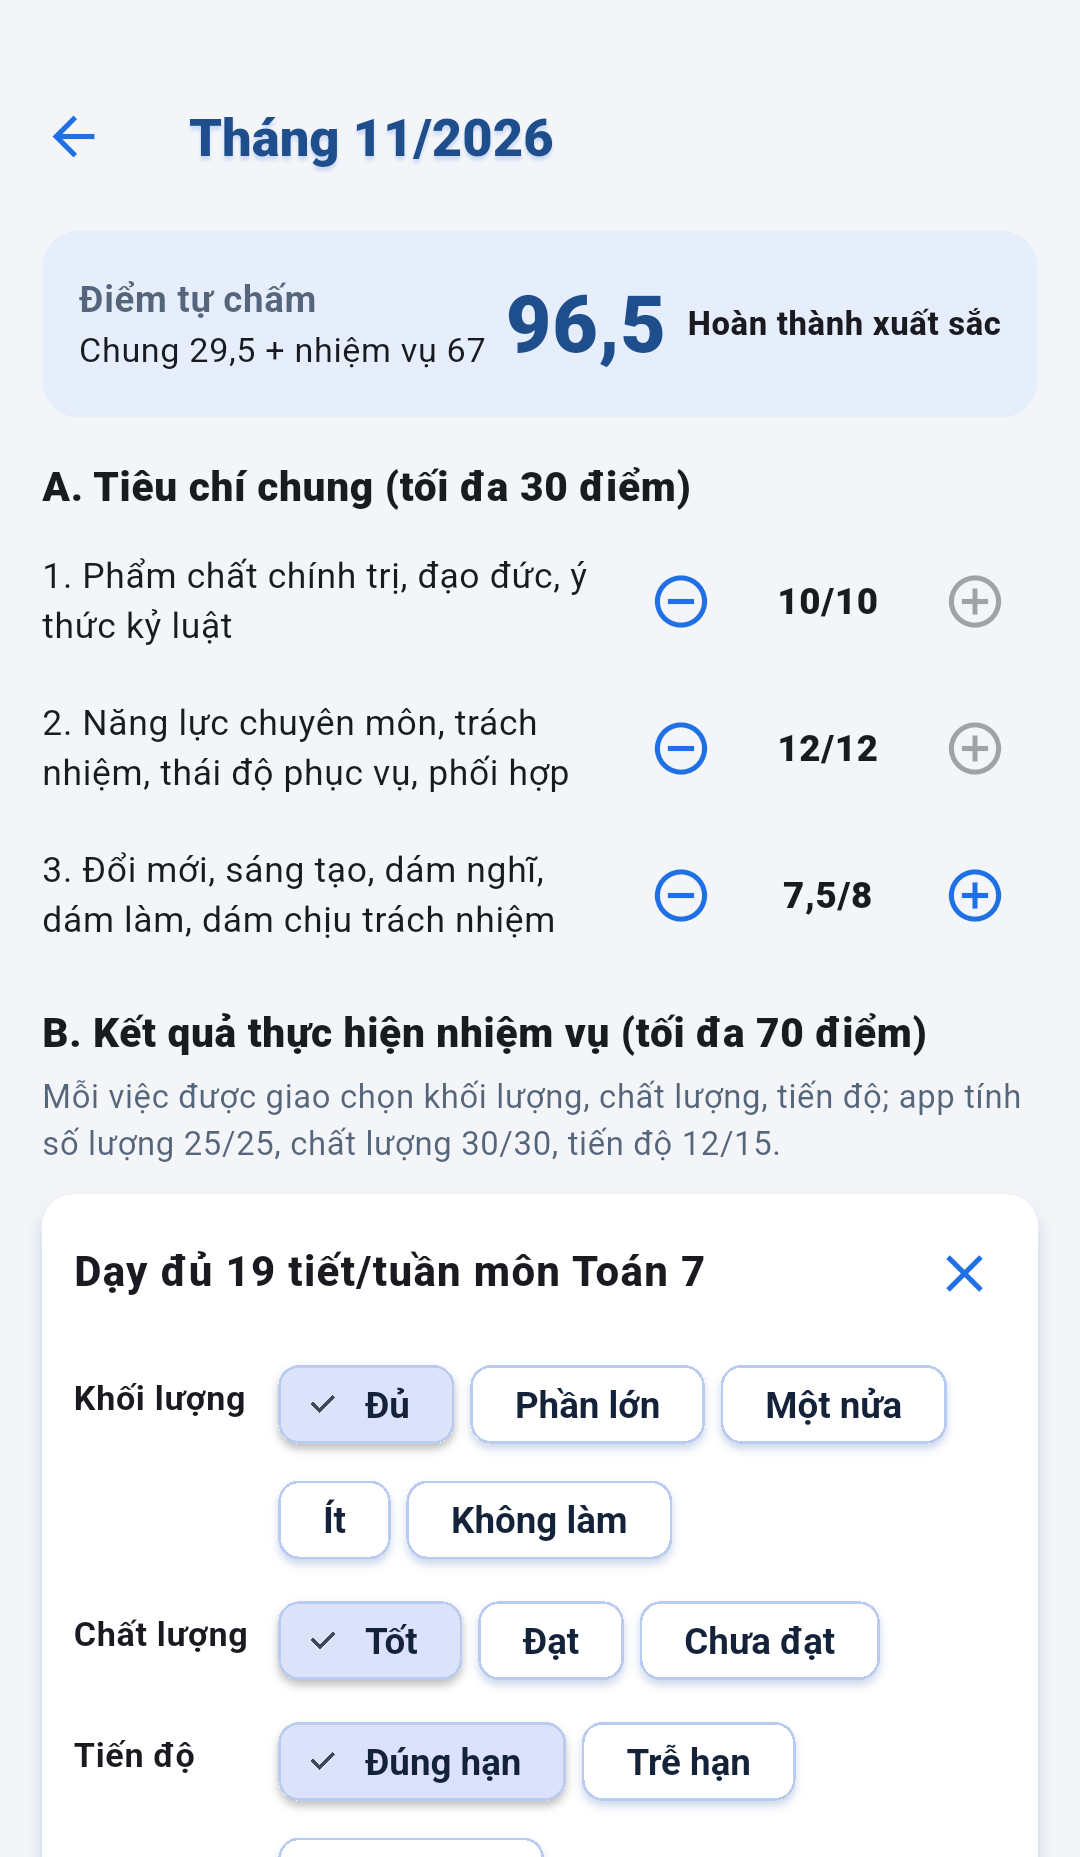 Tháng 11/2026
Điểm tự chấm
Chung 29,5 + nhiệm vụ 67
96,5
Hoàn thành xuất sắc
A. Tiêu chí chung (tối đa 30 điểm)
1. Phẩm chất chính trị, đạo đức, ý
thức kỷ luật
10/10
2. Năng lực chuyên môn, trách
nhiệm, thái độ phục vụ, phối hợp
12/12
3. Đổi mới, sáng tạo, dám nghĩ,
dám làm, dám chịu trách nhiệm
7,5/8
B. Kết quả thực hiện nhiệm vụ (tối đa 70 điểm)
Mỗi việc được giao chọn khối lượng, chất lượng, tiến độ; app tính
số lượng 25/25, chất lượng 30/30, tiến độ 12/15.
Dạy đủ 19 tiết/tuần môn Toán 7
Khối lượng
Đủ
Phần lớn
Một nửa
Ít
Không làm
Chất lượng
Tốt
Đạt
Chưa đạt
Tiến độ
Đúng hạn
Trễ hạn